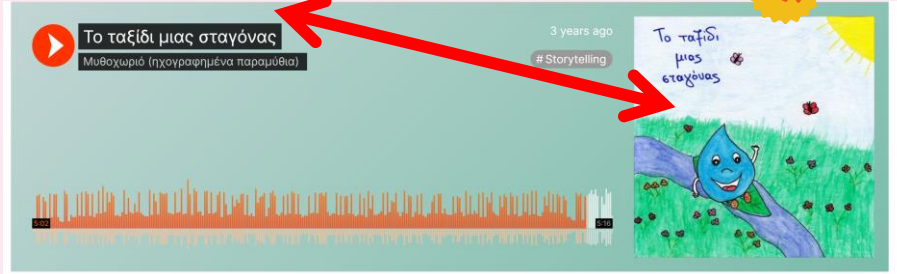 Το ταξίδι μιας σταγόνας
Μυθοχωριό (ηχογραφημένα παραμύθια)
3 years ago
# Storytelling
5:02
5:16
Το ταξίδι
μιας
σταγόνας